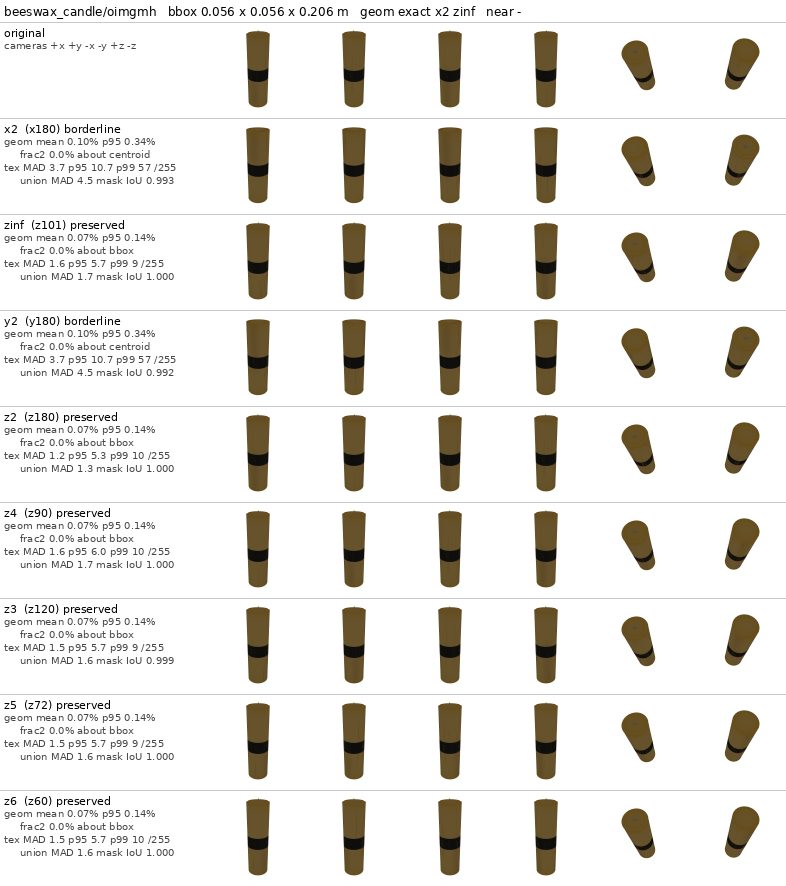 beeswax_candle/oimgmh bbox 0.056 x 0.056 x 0.206 m geom exact x2 zinf near -
original
cameras +x +y -x -y +z -z
x2 (x180) borderline
geom mean 0.10% p95 0.34%
frac2 0.0% about centroid
tex MAD 3.7 p95 10.7 p99 57 /255
union MAD 4.5 mask IoU 0.993
zinf (z101) preserved
geom mean 0.07% p95 0.14%
frac2 0.0% about bbox
tex MAD 1.6 p95 5.7 p99 9 /255
union MAD 1.7 mask IoU 1.000
y2 (y180) borderline
geom mean 0.10% p95 0.34%
frac2 0.0% about centroid
tex MAD 3.7 p95 10.7 p99 57 /255
union MAD 4.5 mask IoU 0.992
z2 (z180) preserved
geom mean 0.07% p95 0.14%
frac2 0.0% about bbox
tex MAD 1.2 p95 5.3 p99 10 /255
union MAD 1.3 mask IoU 1.000
z4 (z90) preserved
geom mean 0.07% p95 0.14%
frac2 0.0% about bbox
tex MAD 1.6 p95 6.0 p99 10 /255
union MAD 1.7 mask IoU 1.000
z3 (z120) preserved
geom mean 0.07% p95 0.14%
frac2 0.0% about bbox
tex MAD 1.5 p95 5.7 p99 9 /255
union MAD 1.6 mask IoU 0.999
z5 (z72) preserved
geom mean 0.07% p95 0.14%
frac2 0.0% about bbox
tex MAD 1.5 p95 5.7 p99 9 /255
union MAD 1.6 mask IoU 1.000
z6 (z60) preserved
geom mean 0.07% p95 0.14%
frac2 0.0% about bbox
tex MAD 1.5 p95 5.7 p99 10 /255
union MAD 1.6 mask IoU 1.000